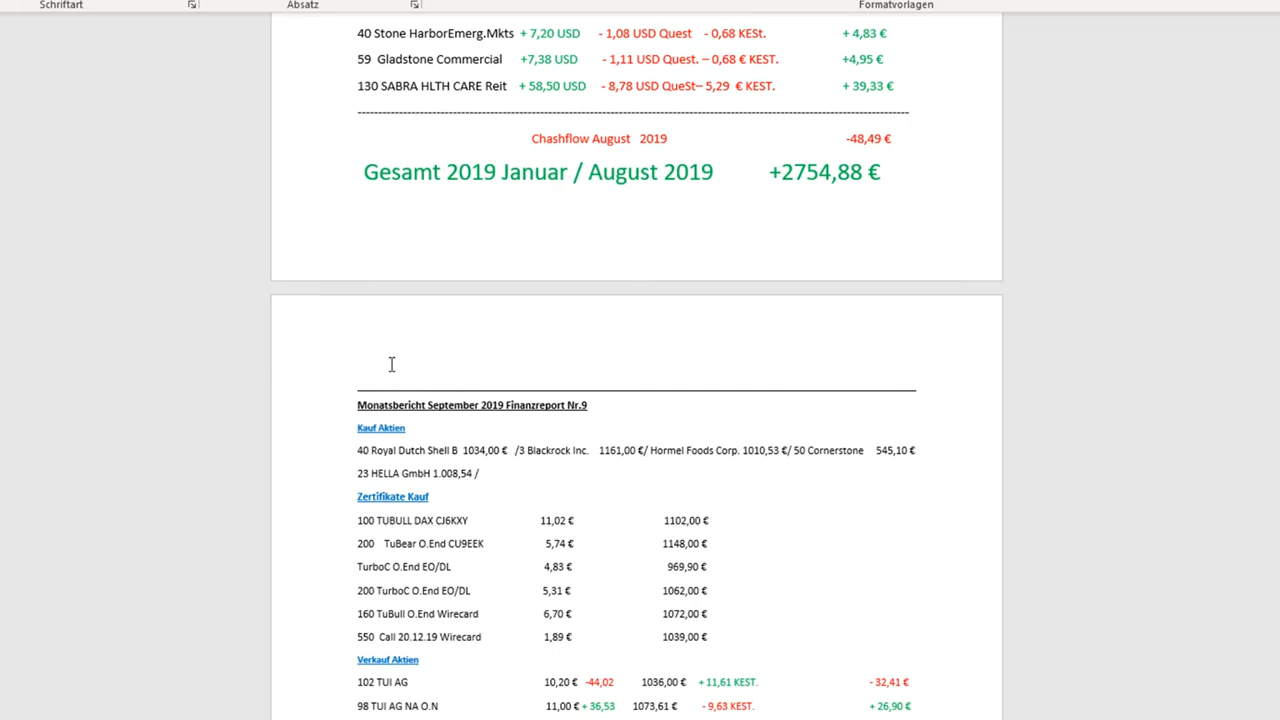 Schriftart Absatz Formatvorlagen
40 Stone HarborEmerg.Mkts + 7,20 USD - 1,08 USD Quest - 0,68 KESt. + 4,83 €
59 Gladstone Commercial +7,38 USD - 1,11 USD Quest. – 0,68 € KEST. +4,95 €
130 SABRA HLTH CARE Reit + 58,50 USD - 8,78 USD QueSt– 5,29 € KEST. + 39,33 €
Chashflow August 2019 -48,49 €
Gesamt 2019 Januar / August 2019 +2754,88 €
Monatsbericht September 2019 Finanzreport Nr.9
Kauf Aktien
40 Royal Dutch Shell B 1034,00 € /3 Blackrock Inc. 1161,00 €/ Hormel Foods Corp. 1010,53 €/ 50 Cornerstone 545,10 €
23 HELLA GmbH 1.008,54 /
Zertifikate Kauf
100 TUBULL DAX CJ6KXY 11,02 € 1102,00 €
200 TuBear O.End CU9EEK 5,74 € 1148,00 €
TurboC O.End EO/DL 4,83 € 969,90 €
200 TurboC O.End EO/DL 5,31 € 1062,00 €
160 TuBull O.End Wirecard 6,70 € 1072,00 €
550 Call 20.12.19 Wirecard 1,89 € 1039,00 €
Verkauf Aktien
102 TUI AG 10,20 € -44,02 1036,00 € + 11,61 KEST. - 32,41 €
98 TUI AG NA O.N 11,00 € + 36,53 1073,61 € - 9,63 KEST. + 26,90 €